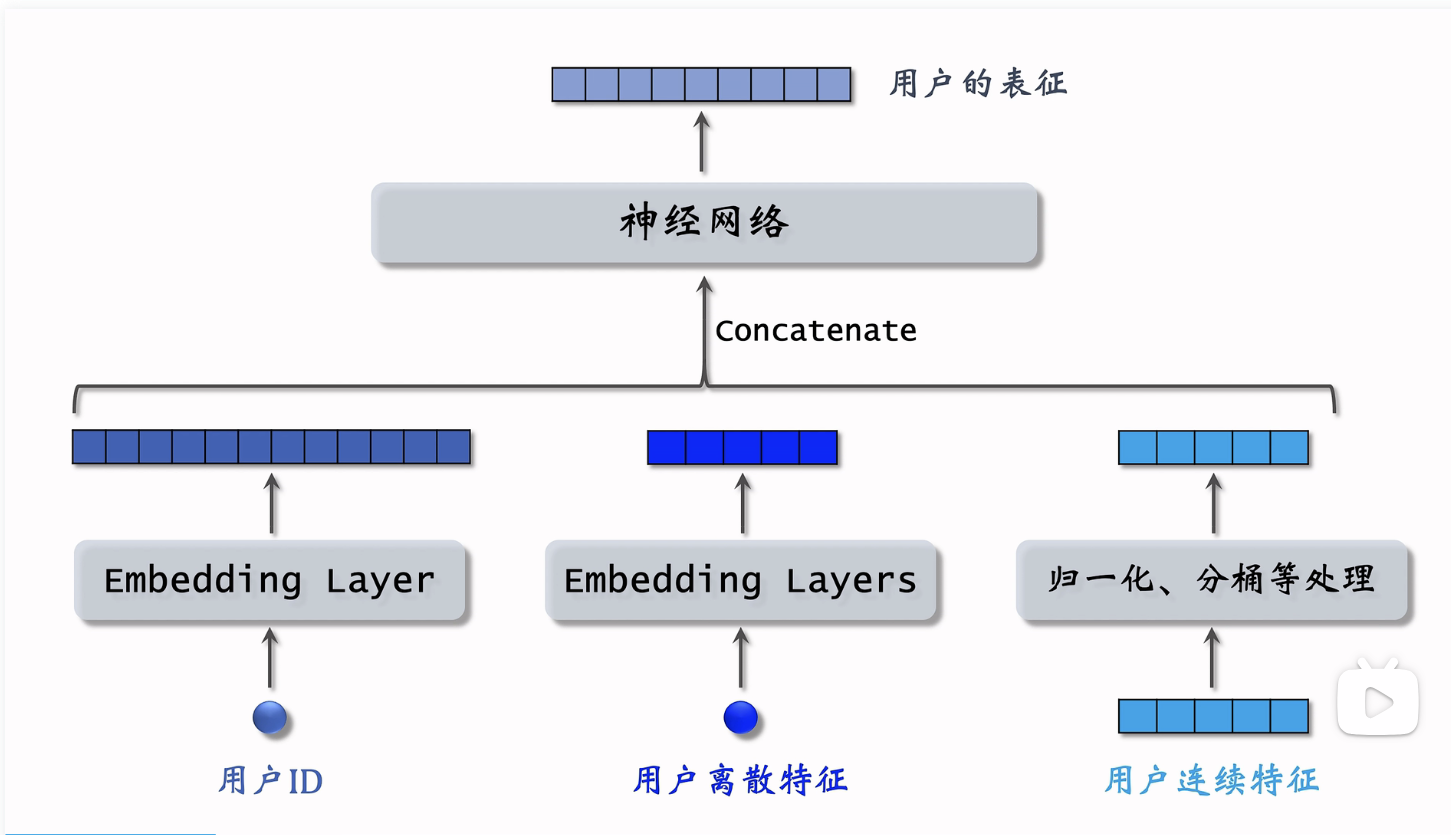 用户的表征
神经网络
Concatenate
Embedding Layer
Embedding Layers
归一化、分桶等处理
用户ID
用户离散特征
用户连续特征